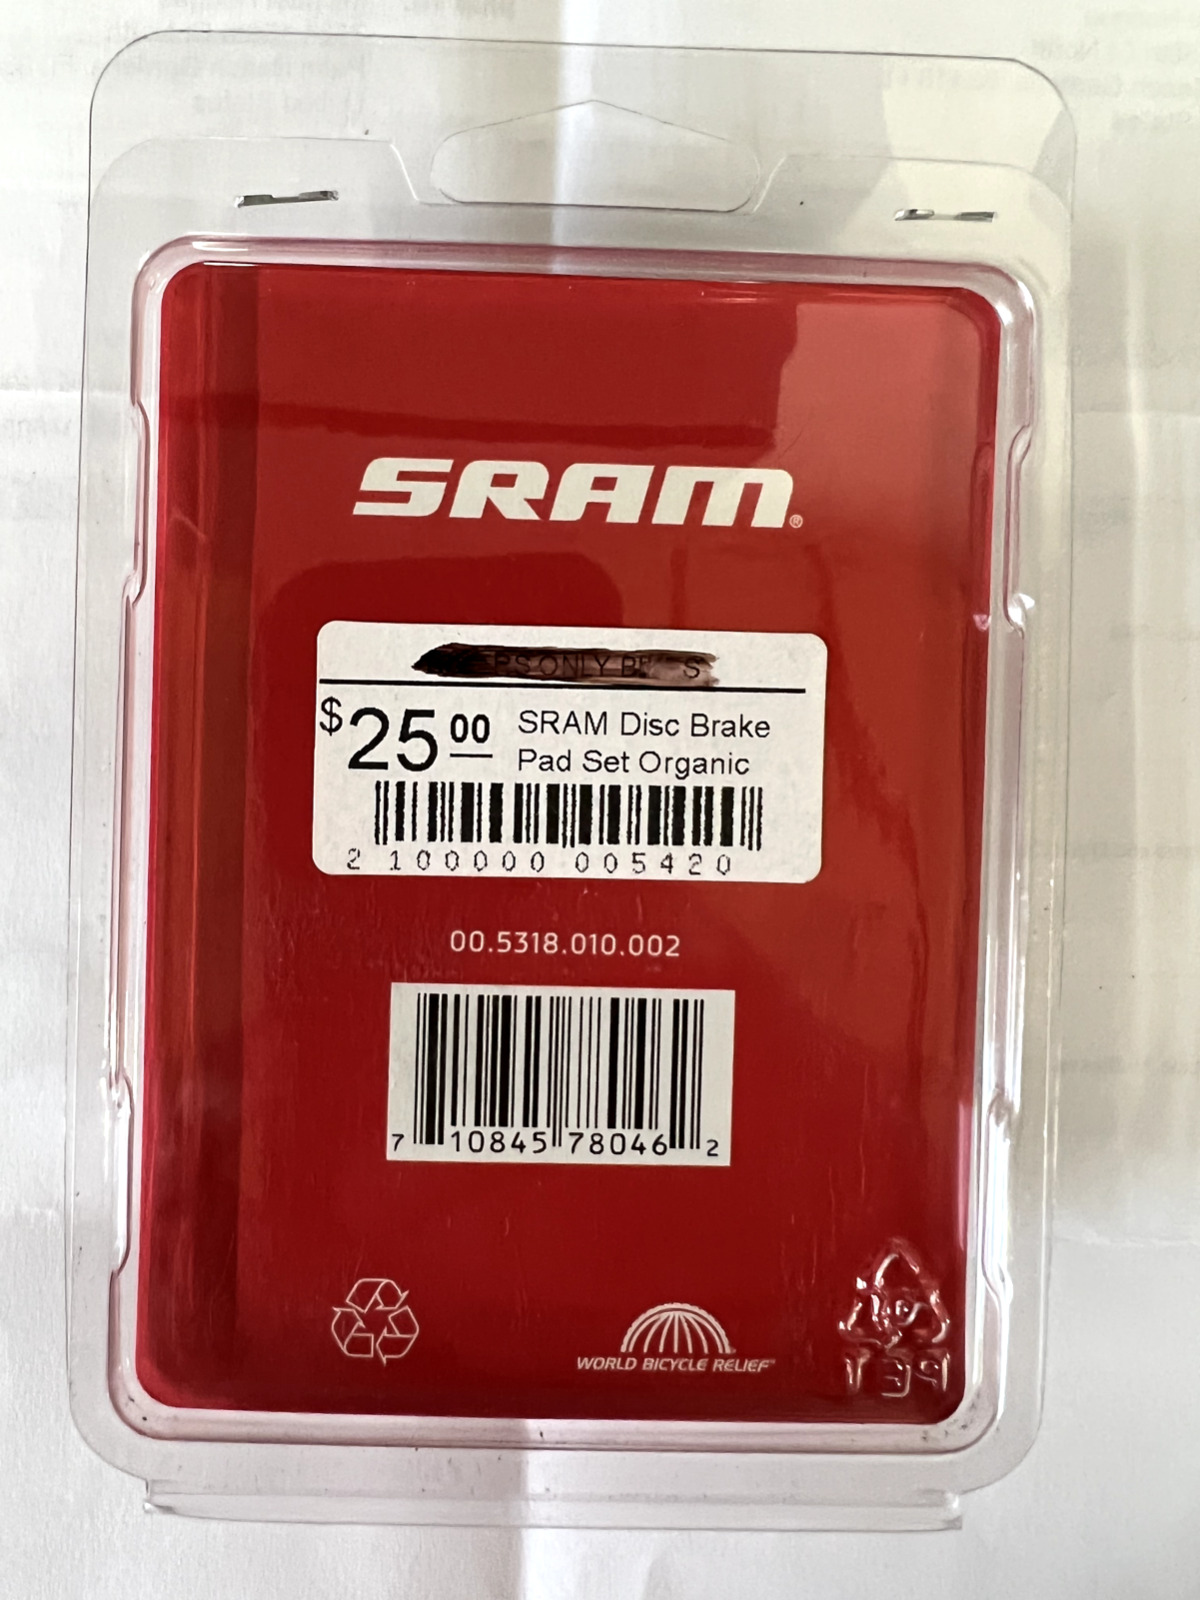 SRAM®
$25 00 SRAM Disc Brake
Pad Set Organic
2 100000 005420
00.5318.010.002
7 10845 78046 2
WORLD BICYCLE RELIEF
PET